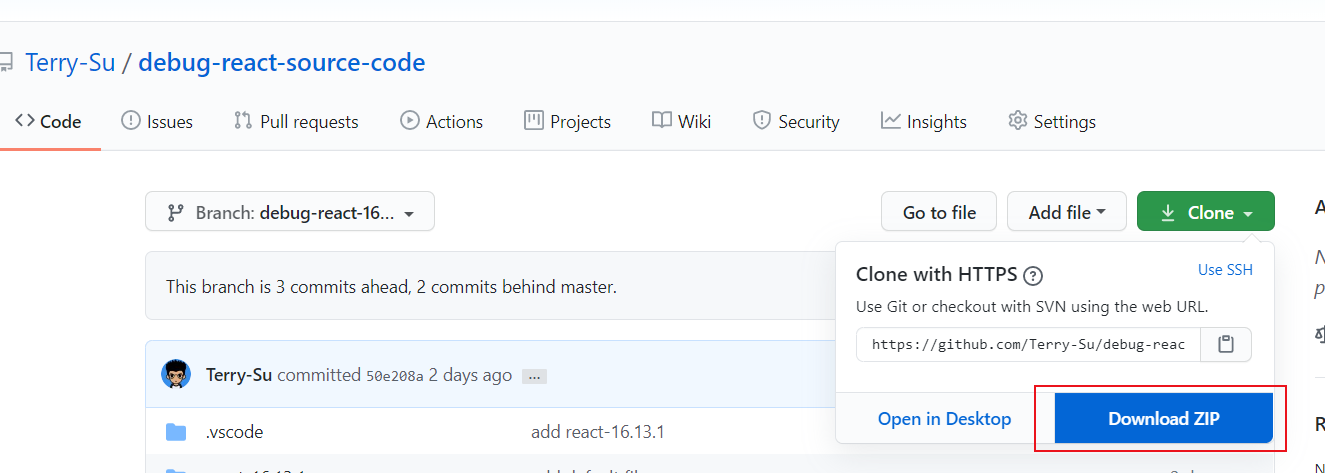 Terry-Su / debug-react-source-code
Code Issues Pull requests Actions Projects Wiki Security Insights Settings
Branch: debug-react-16... Go to file Add file Clone
Clone with HTTPS ? Use SSH
Use Git or checkout with SVN using the web URL.
https://github.com/Terry-Su/debug-reac
Open in Desktop Download ZIP
This branch is 3 commits ahead, 2 commits behind master.
Terry-Su committed 50e208a 2 days ago ...
.vscode add react-16.13.1